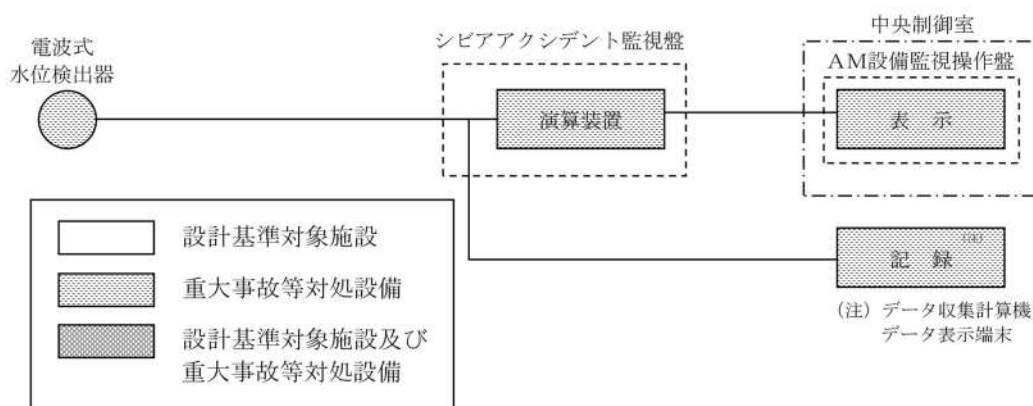 電波式
水位検出器
シビアアクシデント監視盤
演算装置
中央制御室
AM設備監視操作盤
表 示
記 録 (注)
(注) データ収集計算機
データ表示端末
設計基準対象施設
重大事故等対処設備
設計基準対象施設及び
重大事故等対処設備